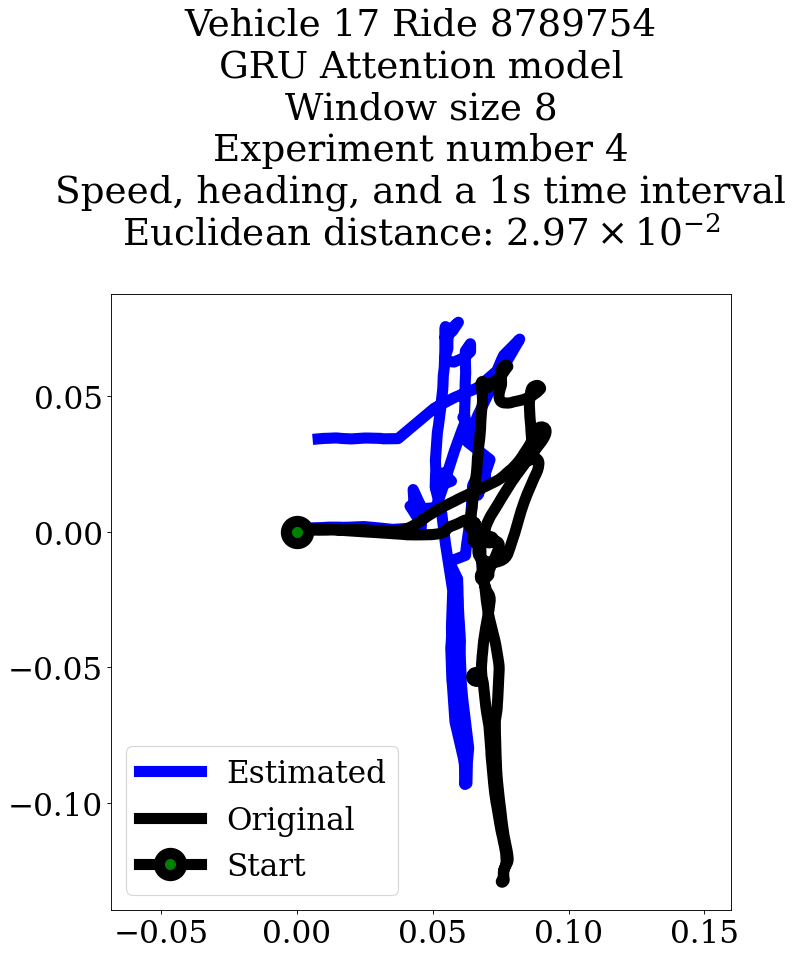 Vehicle 17 Ride 8789754
GRU Attention model
Window size 8
Experiment number 4
Speed, heading, and a 1s time interval
Euclidean distance: 2.97 × 10⁻²
0.05
0.00
−0.05
−0.10
Estimated
Original
Start
−0.05 0.00 0.05 0.10 0.15